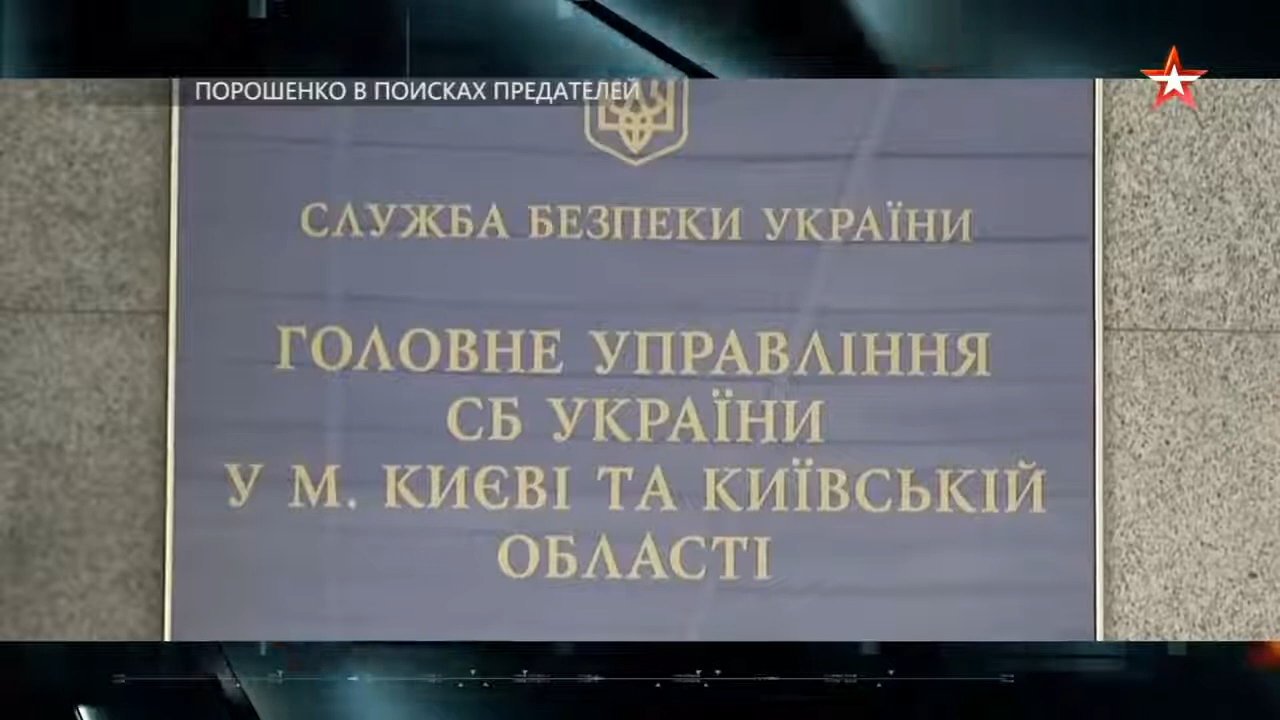 ПОРОШЕНКО В ПОИСКАХ ПРЕДАТЕЛЕЙ
СЛУЖБА БЕЗПЕКИ УКРАЇНИ
ГОЛОВНЕ УПРАВЛІННЯ
СБ УКРАЇНИ
У М. КИЄВІ ТА КИЇВСЬКІЙ
ОБЛАСТІ